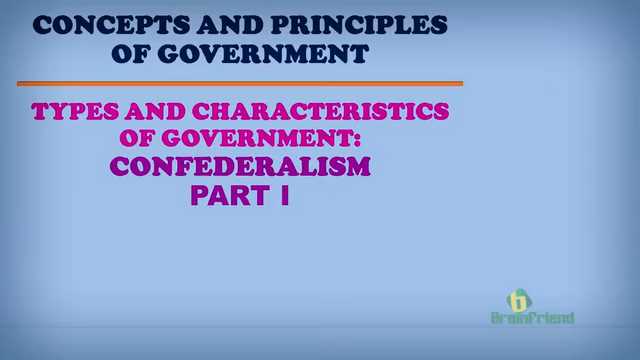 CONCEPTS AND PRINCIPLES
OF GOVERNMENT
TYPES AND CHARACTERISTICS
OF GOVERNMENT:
CONFEDERALISM
PART I
b
BrainFriend